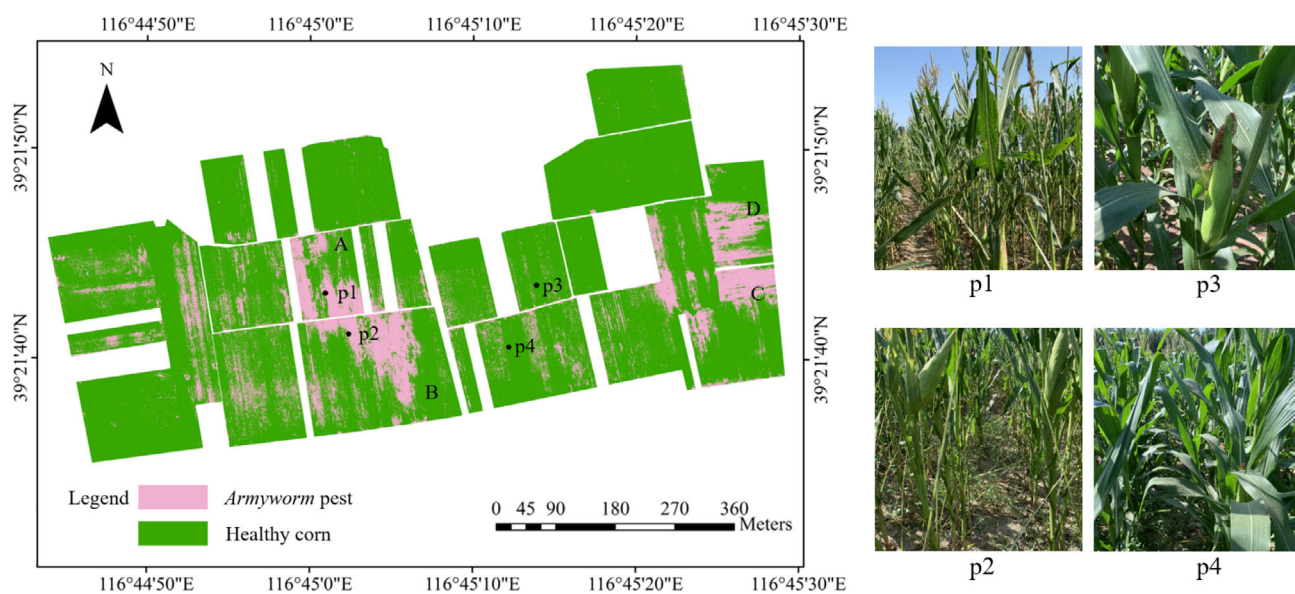 116°44'50"E 116°45'0"E 116°45'10"E 116°45'20"E 116°45'30"E
N
39°21'50"N
39°21'50"N
D
A
C
p1
p3
p2
p4
B
39°21'40"N
39°21'40"N
Legend
Armyworm pest
Healthy corn
0 45 90 180 270 360
Meters
116°44'50"E 116°45'0"E 116°45'10"E 116°45'20"E 116°45'30"E
p1
p3
p2
p4